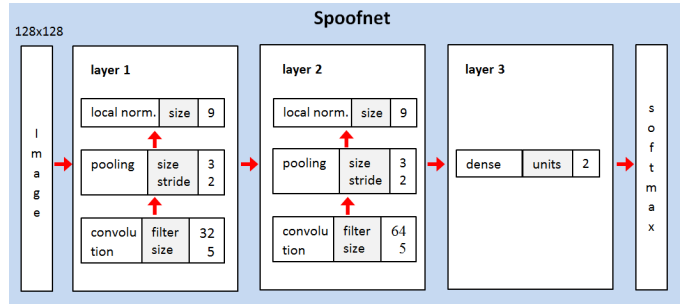 Spoofnet
128x128
I
m
a
g
e
layer 1
local norm. size 9
pooling size 3
stride 2
convolu filter 32
tion size 5
layer 2
local norm. size 9
pooling size 3
stride 2
convolu filter 64
tion size 5
layer 3
dense units 2
s
o
f
t
m
a
x